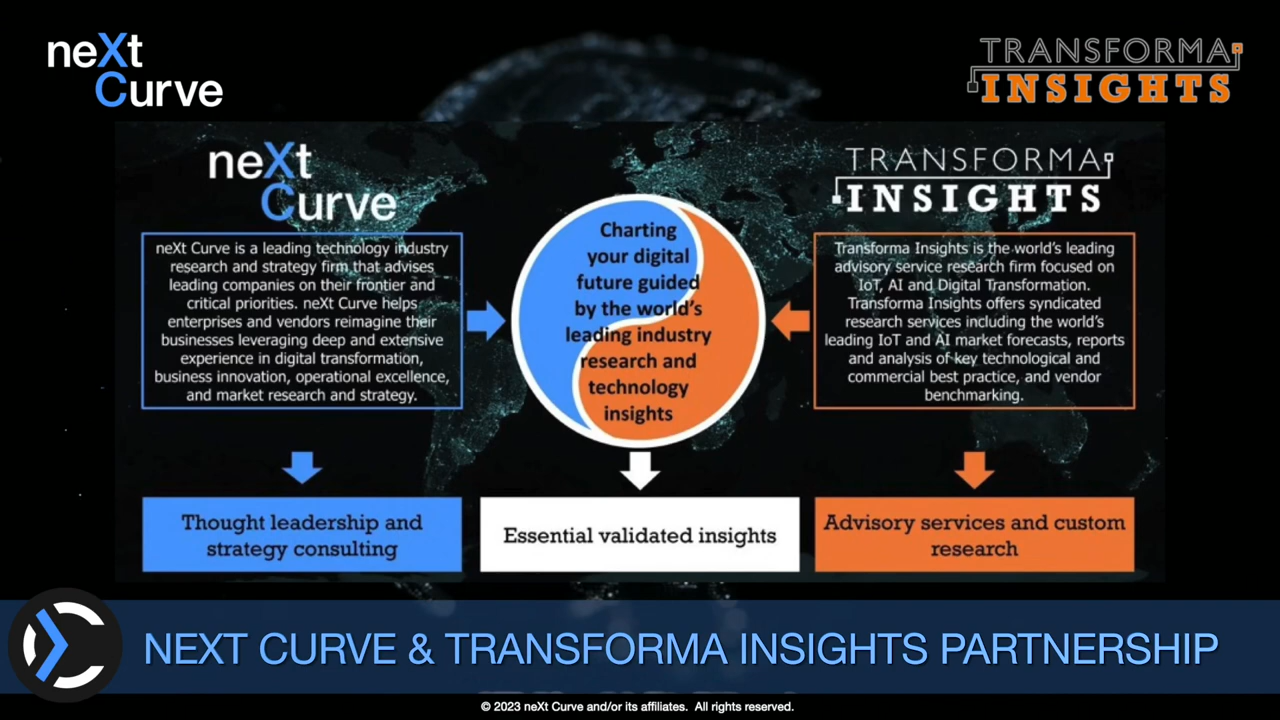 neXt
Curve
TRANSFORMA
INSIGHTS
neXt
Curve
neXt Curve is a leading technology industry
research and strategy firm that advises
leading companies on their frontier and
critical priorities. neXt Curve helps
enterprises and vendors reimagine their
businesses leveraging deep and extensive
experience in digital transformation,
business innovation, operational excellence,
and market research and strategy.
Charting
your digital
future guided
by the world's
leading industry
research and
technology
insights
TRANSFORMA
INSIGHTS
Transforma Insights is the world's leading
advisory service research firm focused on
IoT, AI and Digital Transformation.
Transforma Insights offers syndicated
research services including the world's
leading IoT and AI market forecasts, reports
and analysis of key technological and
commercial best practice, and vendor
benchmarking.
Thought leadership and
strategy consulting
Essential validated insights
Advisory services and custom
research
NEXT CURVE & TRANSFORMA INSIGHTS PARTNERSHIP
© 2023 neXt Curve and/or its affiliates. All rights reserved.